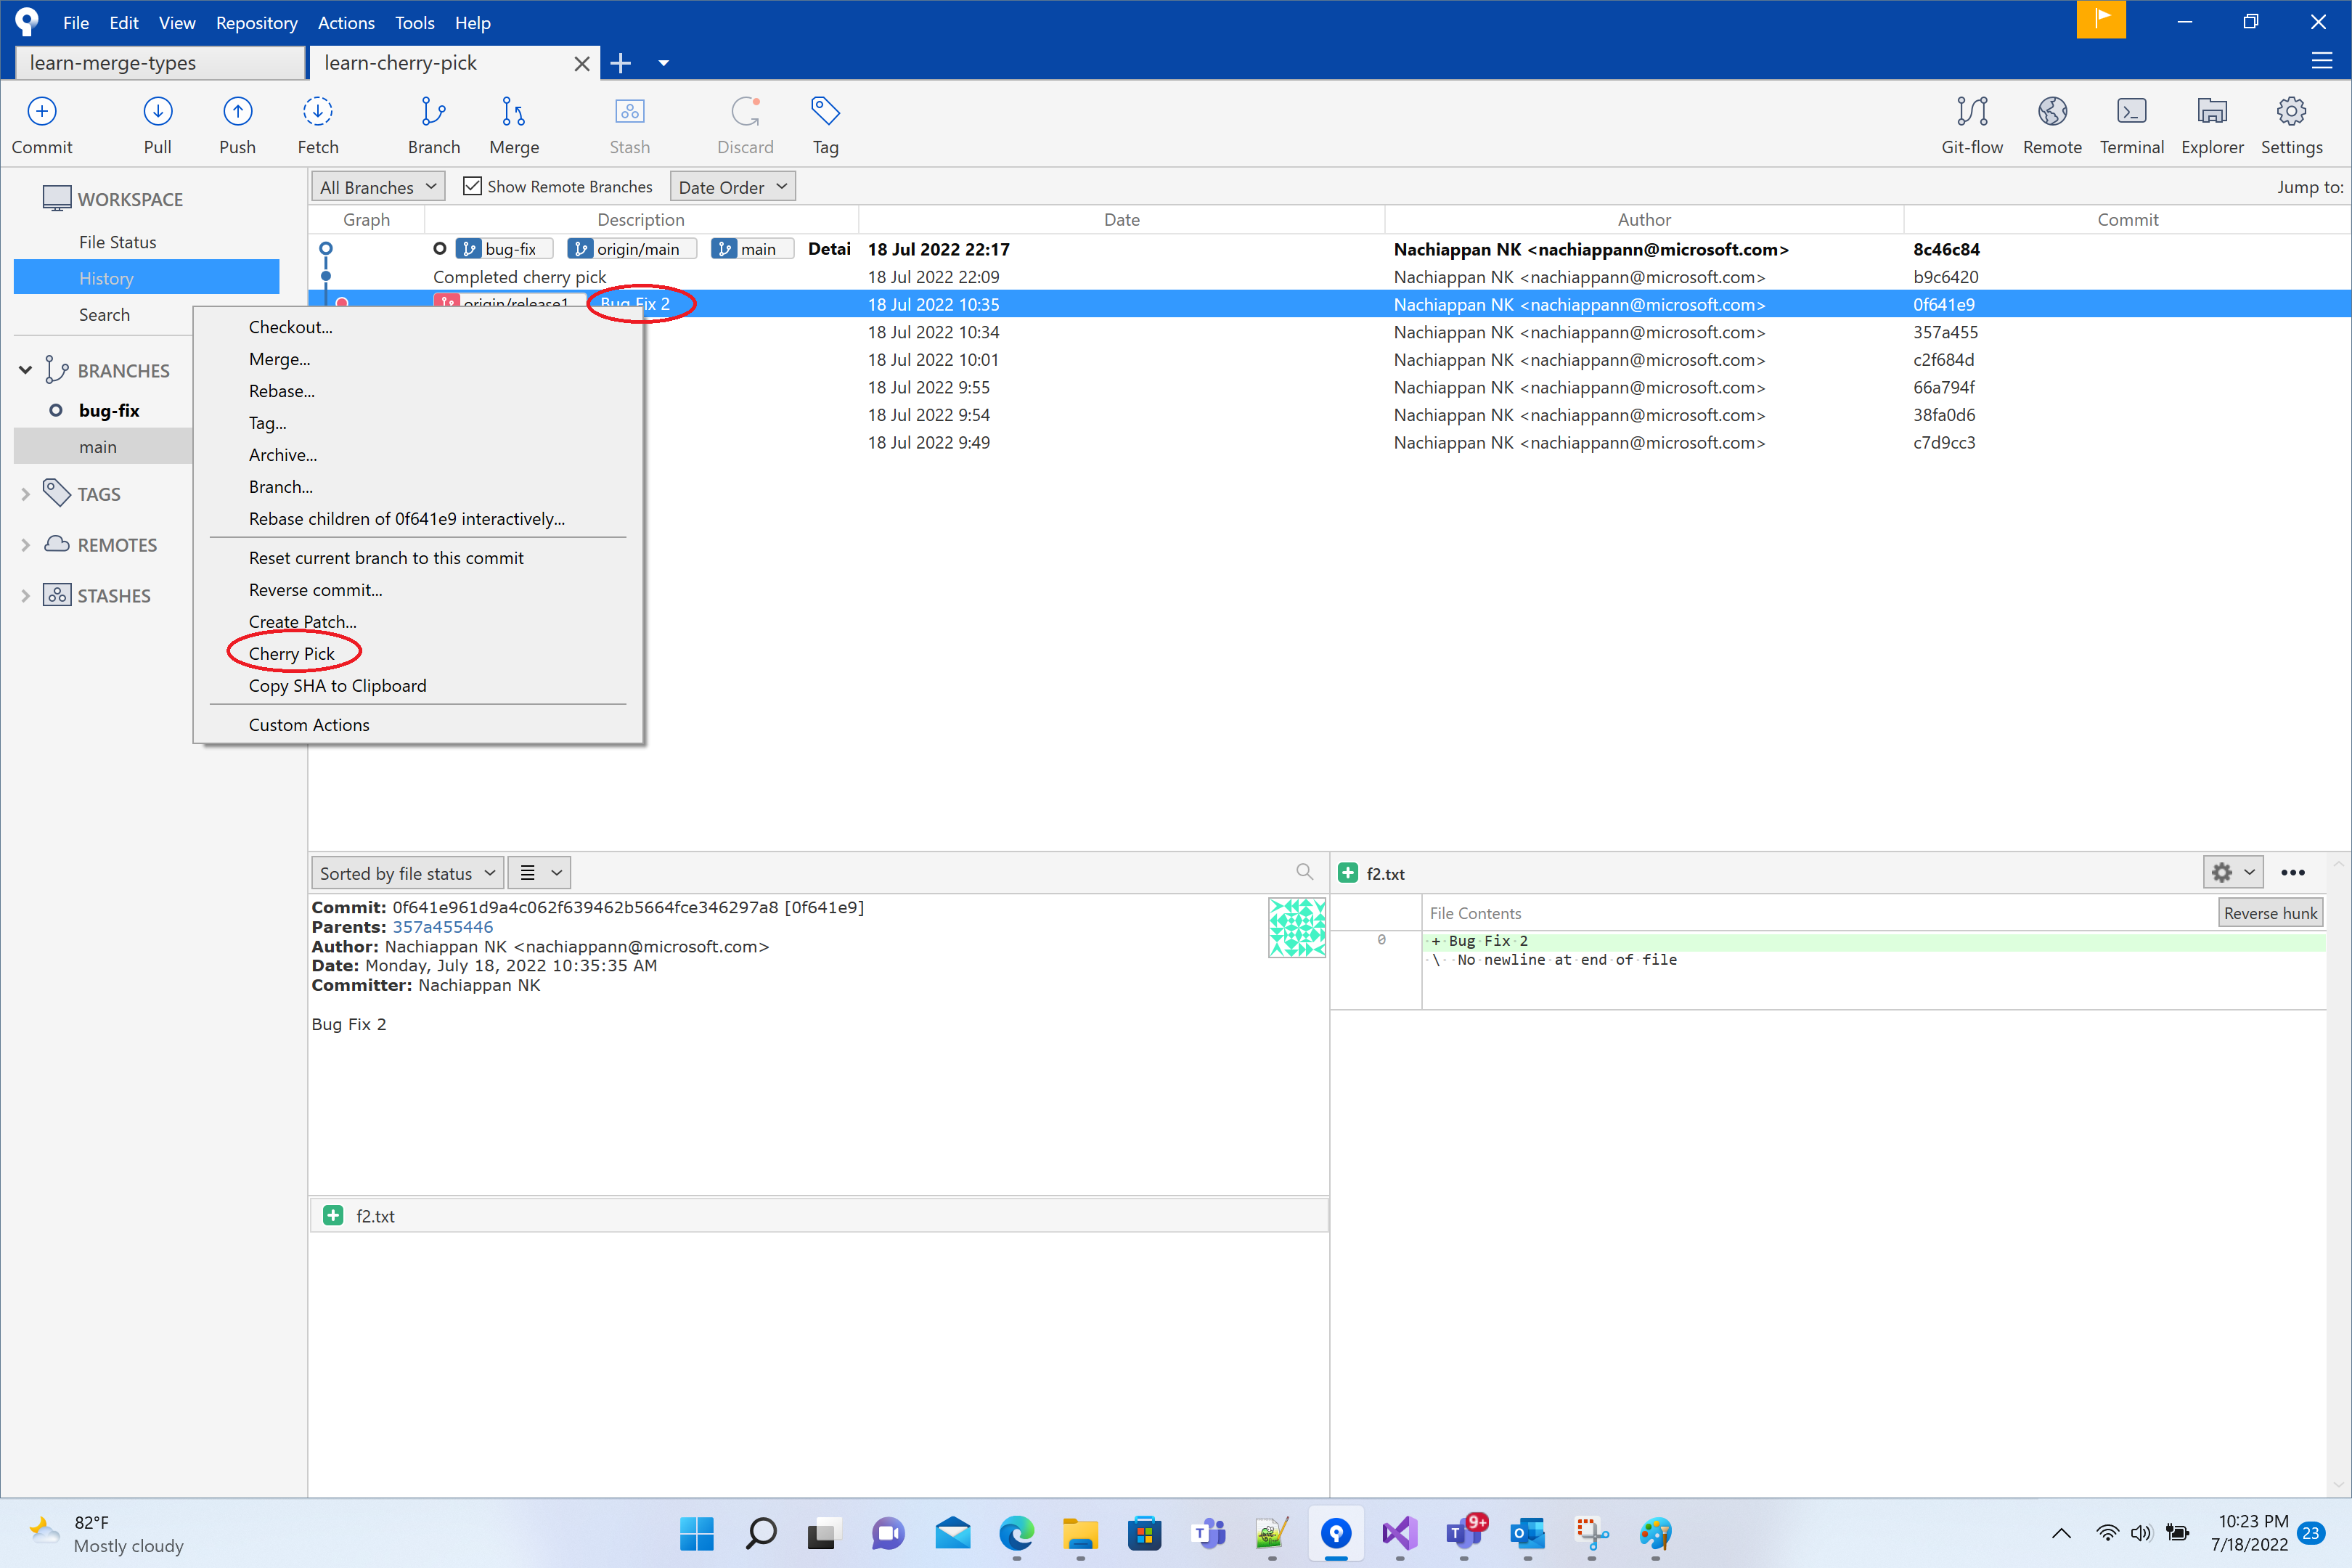 File Edit View Repository Actions Tools Help
learn-merge-types learn-cherry-pick
Commit Pull Push Fetch Branch Merge Stash Discard Tag Git-flow Remote Terminal Explorer Settings
WORKSPACE
File Status
History
Search
BRANCHES
bug-fix
main
TAGS
REMOTES
STASHES
All Branches Show Remote Branches Date Order Jump to:
Graph Description Date Author Commit
bug-fix origin/main main Detai 18 Jul 2022 22:17 Nachiappan NK <nachiappann@microsoft.com> 8c46c84
Completed cherry pick 18 Jul 2022 22:09 Nachiappan NK <nachiappann@microsoft.com> b9c6420
origin/release1 Bug Fix 2 18 Jul 2022 10:35 Nachiappan NK <nachiappann@microsoft.com> 0f641e9
18 Jul 2022 10:34 Nachiappan NK <nachiappann@microsoft.com> 357a455
18 Jul 2022 10:01 Nachiappan NK <nachiappann@microsoft.com> c2f684d
18 Jul 2022 9:55 Nachiappan NK <nachiappann@microsoft.com> 66a794f
18 Jul 2022 9:54 Nachiappan NK <nachiappann@microsoft.com> 38fa0d6
18 Jul 2022 9:49 Nachiappan NK <nachiappann@microsoft.com> c7d9cc3
Checkout...
Merge...
Rebase...
Tag...
Archive...
Branch...
Rebase children of 0f641e9 interactively...
Reset current branch to this commit
Reverse commit...
Create Patch...
Cherry Pick
Copy SHA to Clipboard
Custom Actions
Sorted by file status
Commit: 0f641e961d9a4c062f639462b5664fce346297a8 [0f641e9]
Parents: 357a455446
Author: Nachiappan NK <nachiappann@microsoft.com>
Date: Monday, July 18, 2022 10:35:35 AM
Committer: Nachiappan NK
Bug Fix 2
f2.txt
f2.txt
File Contents Reverse hunk
0 + Bug Fix 2
\ No newline at end of file
82°F
Mostly cloudy
9+
10:23 PM
7/18/2022
23